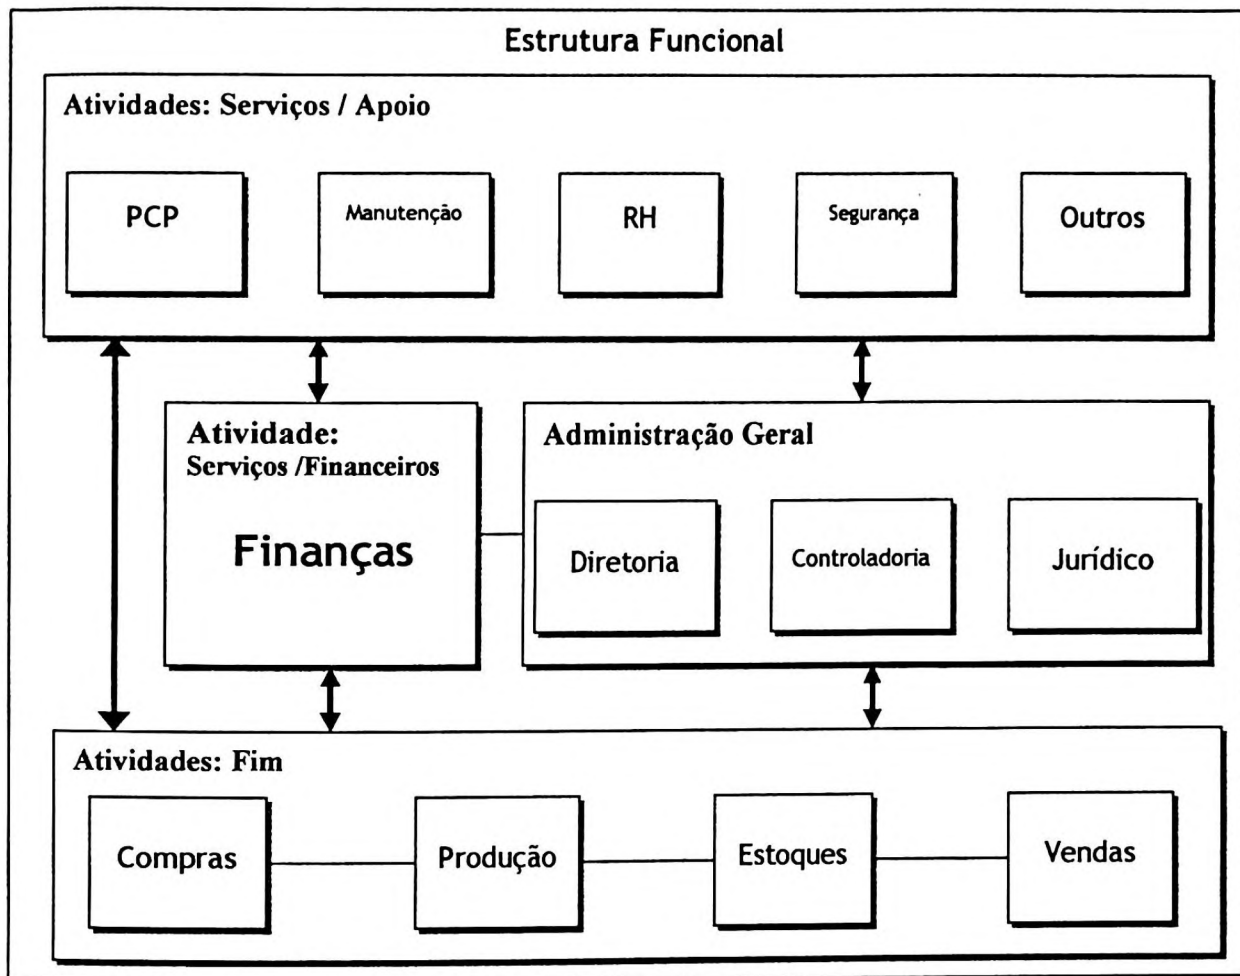 Estrutura Funcional
Atividades: Serviços / Apoio
PCP
Manutenção
RH
Segurança
Outros
Atividade:
Serviços /Financeiros
Finanças
Administração Geral
Diretoria
Controladoria
Jurídico
Atividades: Fim
Compras
Produção
Estoques
Vendas